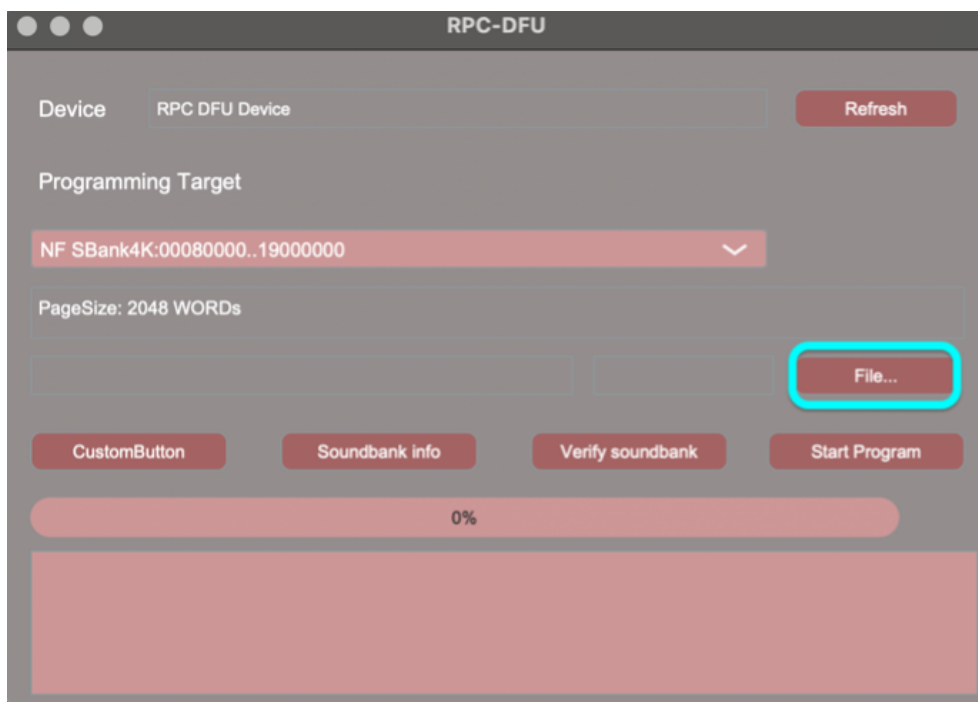 RPC-DFU
Device RPC DFU Device Refresh
Programming Target
NF SBank4K:00080000..19000000
PageSize: 2048 WORDs
File...
CustomButton Soundbank info Verify soundbank Start Program
0%